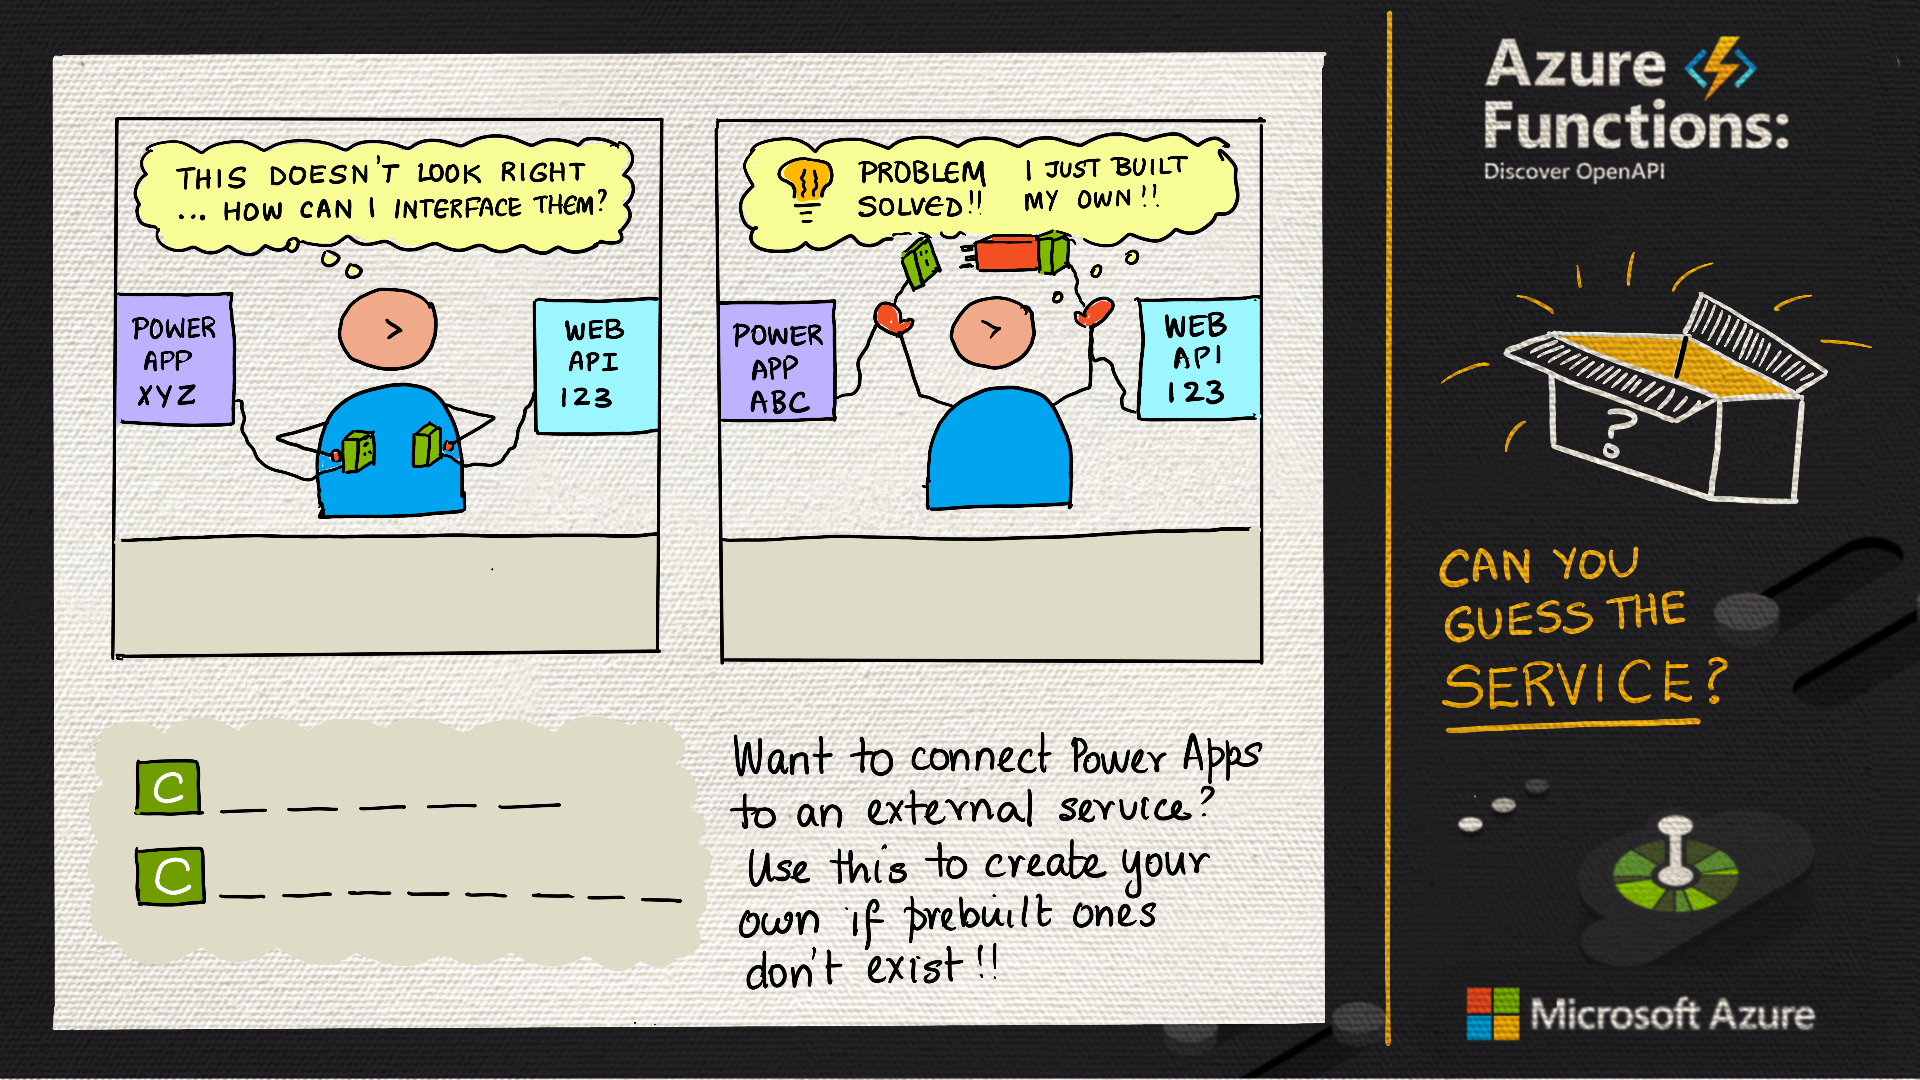 THIS DOESN'T LOOK RIGHT
... HOW CAN I INTERFACE THEM?
POWER
APP
XYZ
WEB
API
123
PROBLEM
SOLVED!!
I JUST BUILT
MY OWN!!
POWER
APP
ABC
WEB
API
123
C _ _ _ _ _
C _ _ _ _ _ _ _ _
Want to connect Power Apps
to an external service?
Use this to create your
own if prebuilt ones
don't exist!!
Azure
Functions:
Discover OpenAPI
?
CAN YOU
GUESS THE
SERVICE?
Microsoft Azure